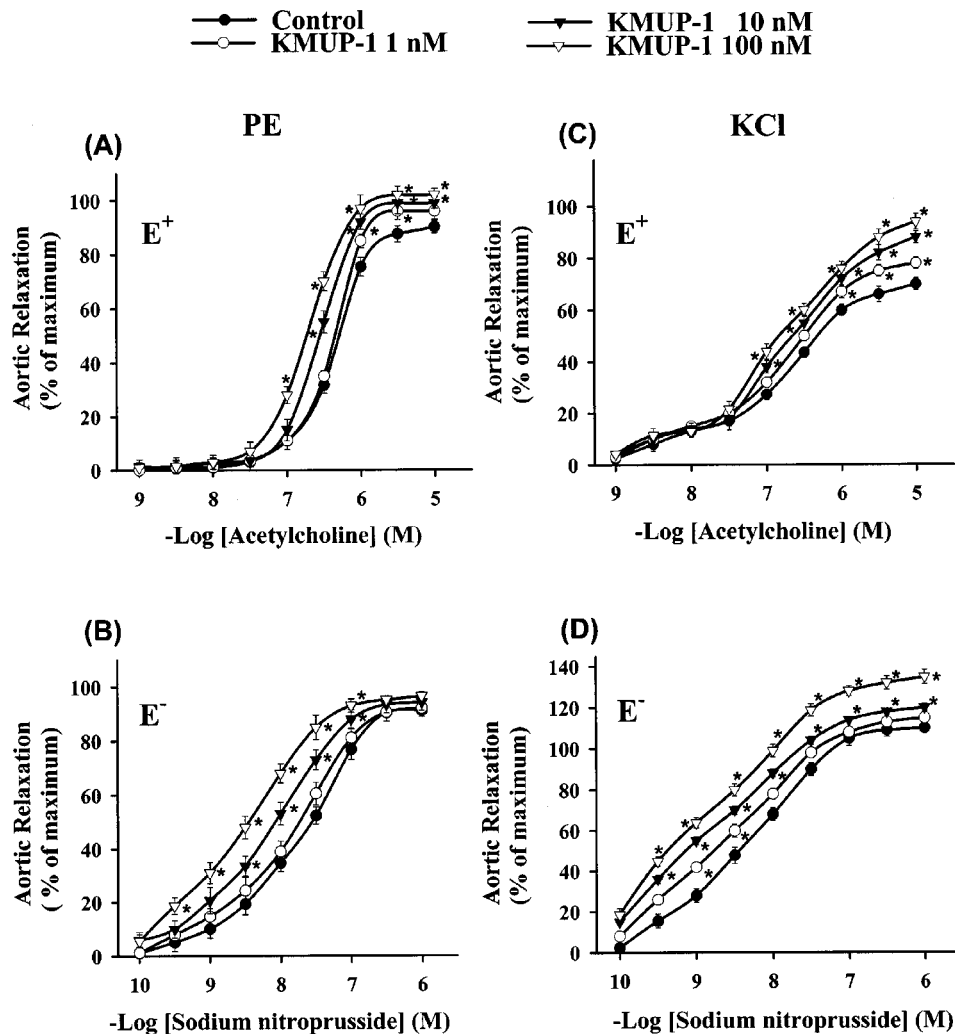 Control
KMUP-1 1 nM
KMUP-1 10 nM
KMUP-1 100 nM
PE
KCl
(A)
E+
Aortic Relaxation
(% of maximum)
100
80
60
40
20
0
9 8 7 6 5
-Log [Acetylcholine] (M)
(C)
E+
Aortic Relaxation
(% of maximum)
100
80
60
40
20
0
9 8 7 6 5
-Log [Acetylcholine] (M)
(B)
E-
Aortic Relaxation
( % of maximum)
100
80
60
40
20
0
10 9 8 7 6
-Log [Sodium nitroprusside] (M)
(D)
E-
Aortic Relaxation
( % of maximum)
140
120
100
80
60
40
20
0
10 9 8 7 6
-Log [Sodium nitroprusside] (M)